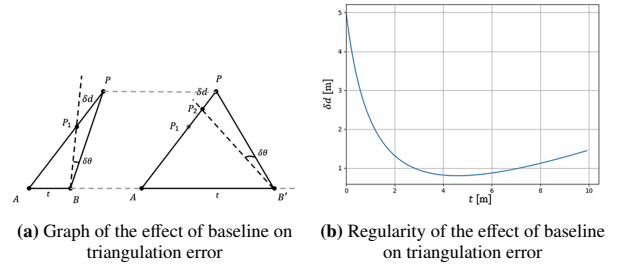 P
δd
P₁
δθ
A
t
B
P
δd
P₂
P₁
δθ
A
t
B′
5
4
3
2
1
δd [m]
0
2
4
6
8
10
t [m]
(a) Graph of the effect of baseline on
triangulation error
(b) Regularity of the effect of baseline
on triangulation error